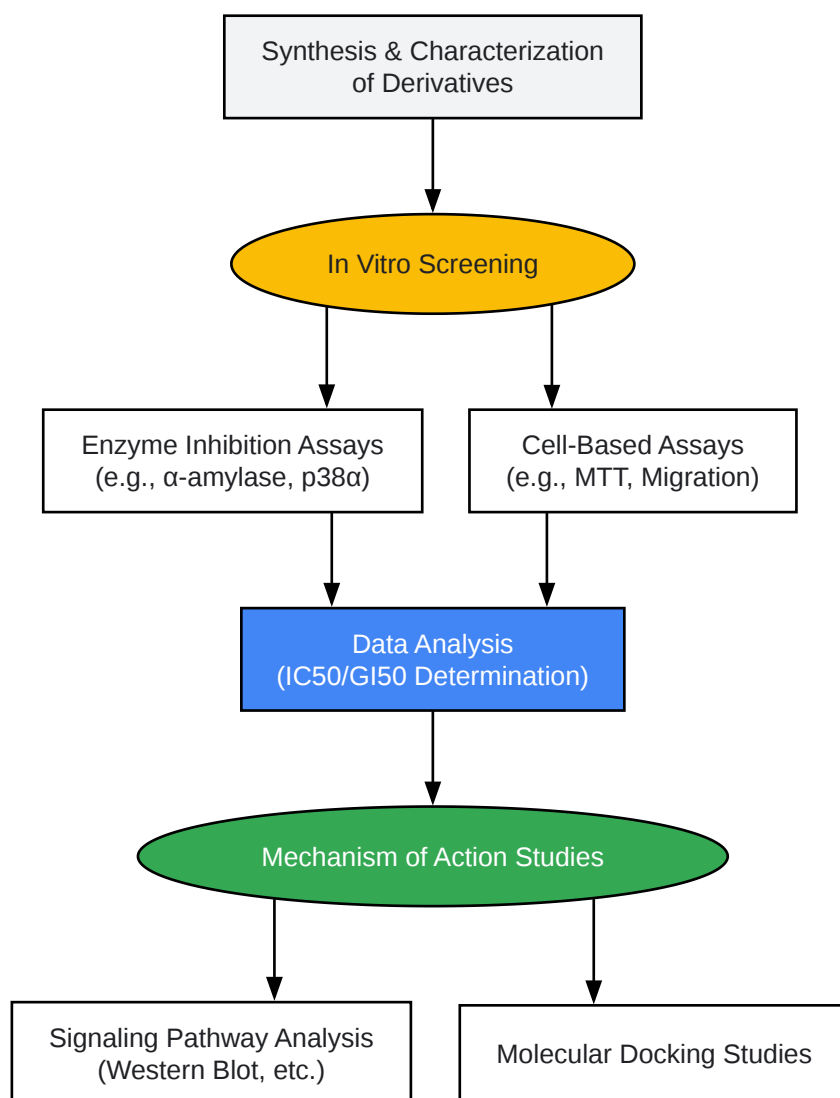 Synthesis & Characterization
of Derivatives
In Vitro Screening
Enzyme Inhibition Assays
(e.g., α-amylase, p38α)
Cell-Based Assays
(e.g., MTT, Migration)
Data Analysis
(IC50/GI50 Determination)
Mechanism of Action Studies
Signaling Pathway Analysis
(Western Blot, etc.)
Molecular Docking Studies